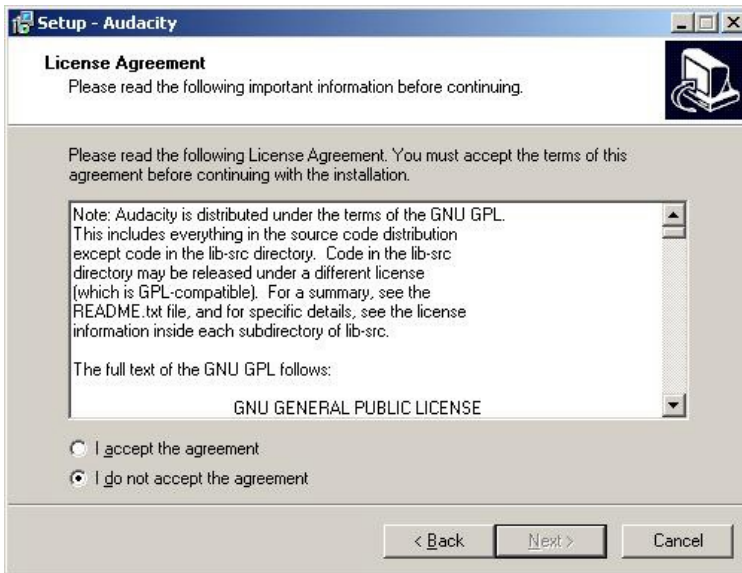 Setup - Audacity
License Agreement
Please read the following important information before continuing.
Please read the following License Agreement. You must accept the terms of this
agreement before continuing with the installation.
Note: Audacity is distributed under the terms of the GNU GPL.
This includes everything in the source code distribution
except code in the lib-src directory.  Code in the lib-src
directory may be released under a different license
(which is GPL-compatible).  For a summary, see the
README.txt file, and for specific details, see the license
information inside each subdirectory of lib-src.
The full text of the GNU GPL follows:
GNU GENERAL PUBLIC LICENSE
I accept the agreement
I do not accept the agreement
< Back Next > Cancel